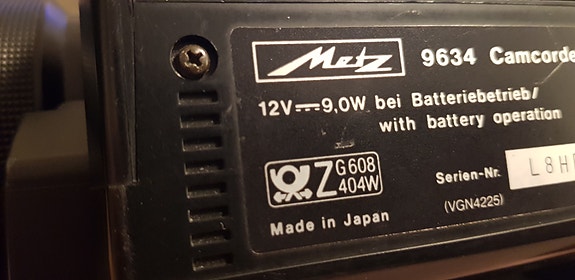 Metz 9634 Camcorde
12V⎓9,0W bei Batteriebetrieb/
with battery operation
Z G608
404W
Serien-Nr. L8H
(VGN4225)
Made in Japan